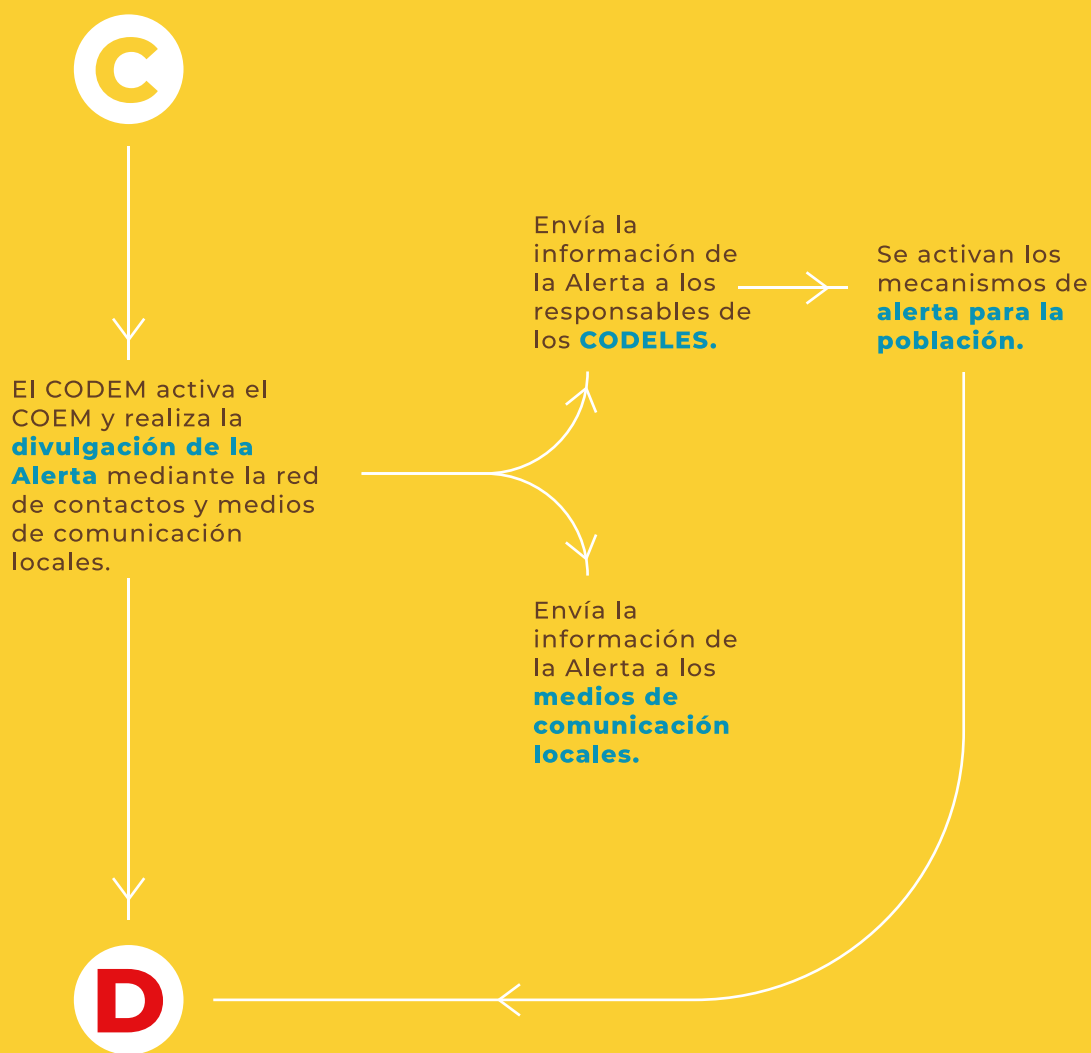 C
El CODEM activa el
COEM y realiza la
divulgación de la
Alerta mediante la red
de contactos y medios
de comunicación
locales.
Envía la
información de
la Alerta a los
responsables de
los CODELES.
Se activan los
mecanismos de
alerta para la
población.
Envía la
información de
la Alerta a los
medios de
comunicación
locales.
D